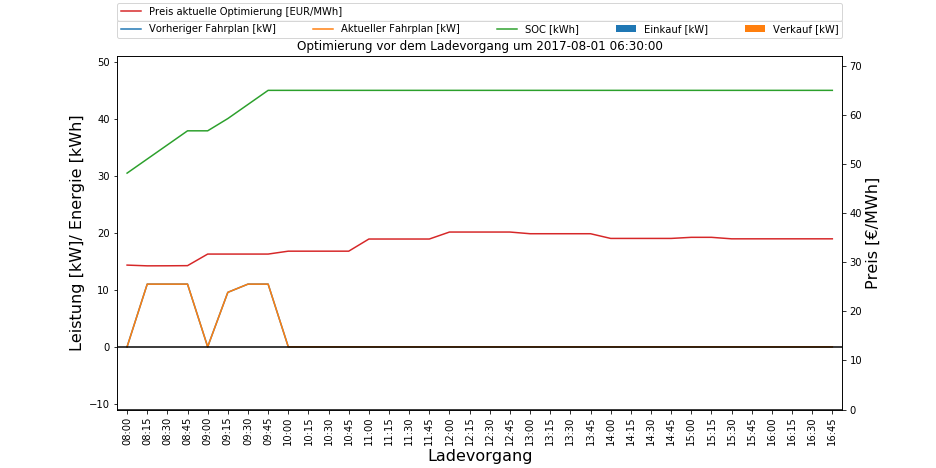 Preis aktuelle Optimierung [EUR/MWh]
Vorheriger Fahrplan [kW] Aktueller Fahrplan [kW] SOC [kWh] Einkauf [kW] Verkauf [kW]
Optimierung vor dem Ladevorgang um 2017-08-01 06:30:00
Leistung [kW]/ Energie [kWh]
50
40
30
20
10
0
−10
70
60
50
40
30
20
10
0
Preis [€/MWh]
08:00 08:15 08:30 08:45 09:00 09:15 09:30 09:45 10:00 10:15 10:30 10:45 11:00 11:15 11:30 11:45 12:00 12:15 12:30 12:45 13:00 13:15 13:30 13:45 14:00 14:15 14:30 14:45 15:00 15:15 15:30 15:45 16:00 16:15 16:30 16:45
Ladevorgang